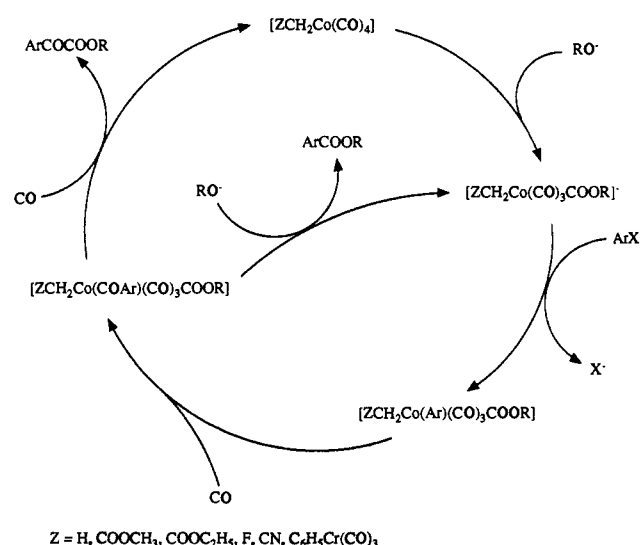 [ZCH₂Co(CO)₄]
ArCOCOOR
RO⁻
ArCOOR
RO⁻
CO
[ZCH₂Co(CO)₃COOR]⁻
ArX
[ZCH₂Co(COAr)(CO)₃COOR]
X⁻
[ZCH₂Co(Ar)(CO)₃COOR]
CO
Z = H, COOCH₃, COOC₂H₅, F, CN, C₆H₅Cr(CO)₃